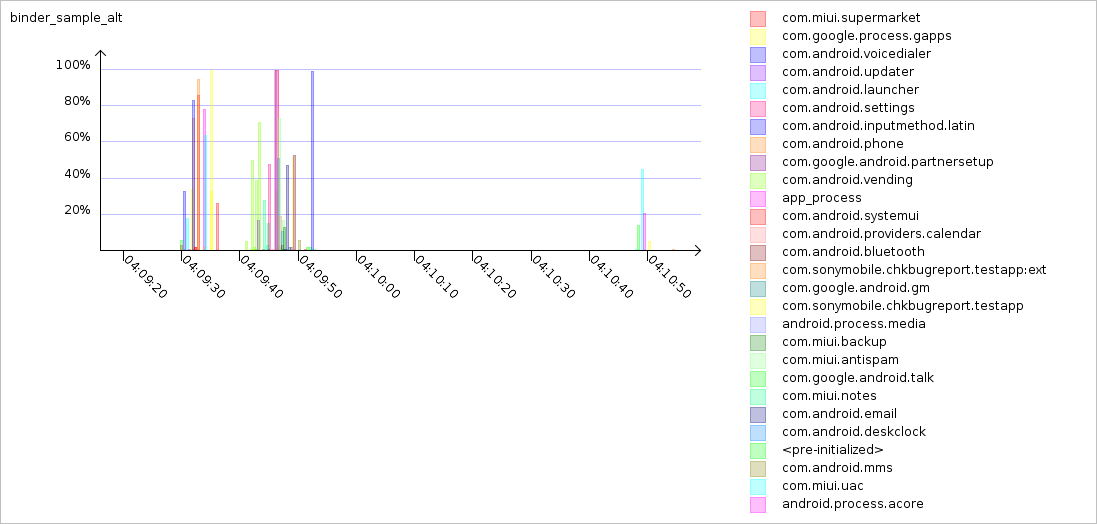 binder_sample_alt
100%
80%
60%
40%
20%
04:09:20
04:09:30
04:09:40
04:09:50
04:10:00
04:10:10
04:10:20
04:10:30
04:10:40
04:10:50
com.miui.supermarket
com.google.process.gapps
com.android.voicedialer
com.android.updater
com.android.launcher
com.android.settings
com.android.inputmethod.latin
com.android.phone
com.google.android.partnersetup
com.android.vending
app_process
com.android.systemui
com.android.providers.calendar
com.android.bluetooth
com.sonymobile.chkbugreport.testapp:ext
com.google.android.gm
com.sonymobile.chkbugreport.testapp
android.process.media
com.miui.backup
com.miui.antispam
com.google.android.talk
com.miui.notes
com.android.email
com.android.deskclock
<pre-initialized>
com.android.mms
com.miui.uac
android.process.acore